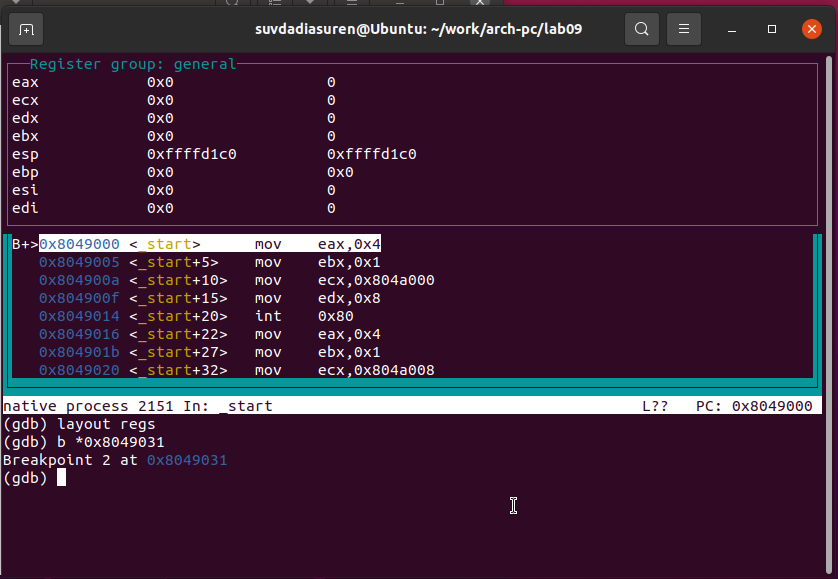 suvdadiasuren@Ubuntu: ~/work/arch-pc/lab09
Register group: general
eax 0x0 0
ecx 0x0 0
edx 0x0 0
ebx 0x0 0
esp 0xffffd1c0 0xffffd1c0
ebp 0x0 0x0
esi 0x0 0
edi 0x0 0
B+>0x8049000 <_start> mov eax,0x4
0x8049005 <_start+5> mov ebx,0x1
0x804900a <_start+10> mov ecx,0x804a000
0x804900f <_start+15> mov edx,0x8
0x8049014 <_start+20> int 0x80
0x8049016 <_start+22> mov eax,0x4
0x804901b <_start+27> mov ebx,0x1
0x8049020 <_start+32> mov ecx,0x804a008
native process 2151 In: _start L?? PC: 0x8049000
(gdb) layout regs
(gdb) b *0x8049031
Breakpoint 2 at 0x8049031
(gdb)